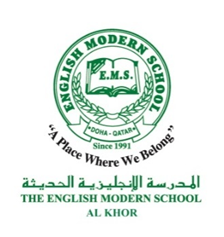 ENGLISH MODERN SCHOOL
E.M.S.
DOHA - QATAR
Since 1991
"A Place Where We Belong"
المدرسة الإنجليزية الحديثة
THE ENGLISH MODERN SCHOOL
AL KHOR